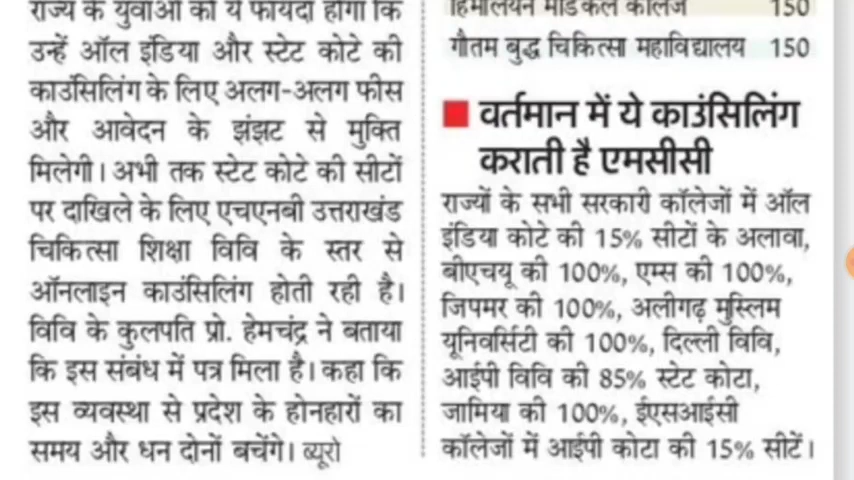 राज्य के युवाओं को ये फायदा होगा कि
उन्हें ऑल इंडिया और स्टेट कोटे की
काउंसिलिंग के लिए अलग-अलग फीस
और आवेदन के झंझट से मुक्ति
मिलेगी। अभी तक स्टेट कोटे की सीटों
पर दाखिले के लिए एचएनबी उत्तराखंड
चिकित्सा शिक्षा विवि के स्तर से
ऑनलाइन काउंसिलिंग होती रही है।
विवि के कुलपति प्रो. हेमचंद्र ने बताया
कि इस संबंध में पत्र मिला है। कहा कि
इस व्यवस्था से प्रदेश के होनहारों का
समय और धन दोनों बचेंगे। ब्यूरो
हिमालयन मेडिकल कॉलेज 150
गौतम बुद्ध चिकित्सा महाविद्यालय 150
वर्तमान में ये काउंसिलिंग
कराती है एमसीसी
राज्यों के सभी सरकारी कॉलेजों में ऑल
इंडिया कोटे की 15% सीटों के अलावा,
बीएचयू की 100%, एम्स की 100%,
जिपमर की 100%, अलीगढ़ मुस्लिम
यूनिवर्सिटी की 100%, दिल्ली विवि,
आईपी विवि की 85% स्टेट कोटा,
जामिया की 100%, ईएसआईसी
कॉलेजों में आईपी कोटा की 15% सीटें।